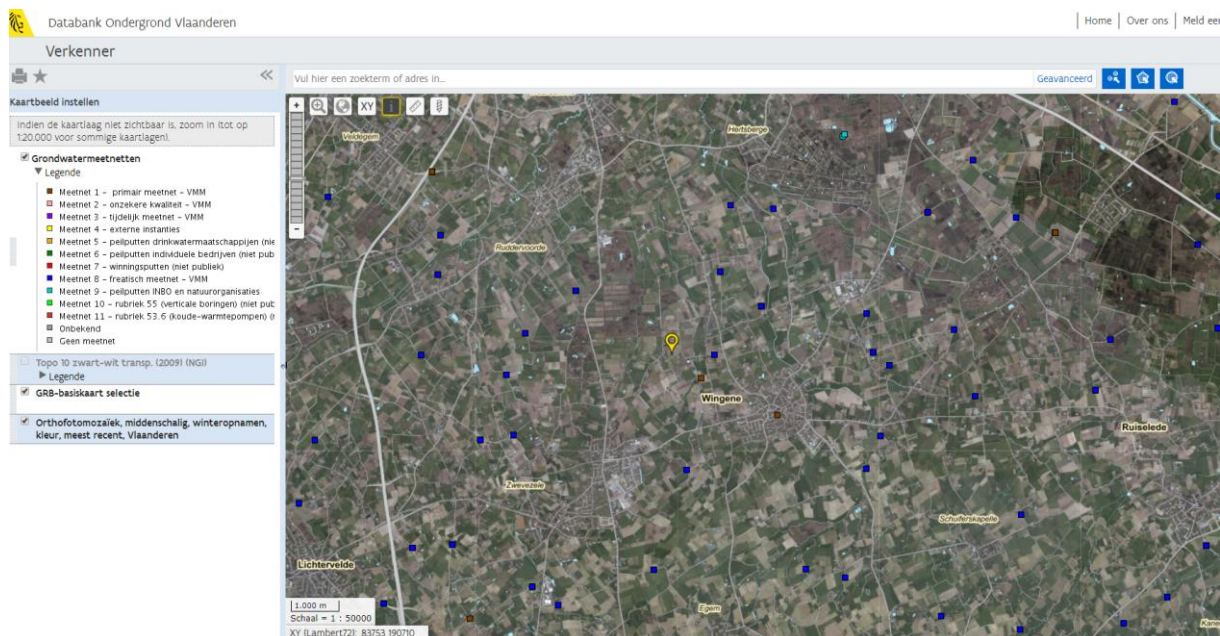 Databank Ondergrond Vlaanderen
Home
Over ons
Meld een
Verkenner
Vul hier een zoekterm of adres in...
Geavanceerd
Kaartbeeld instellen
Indien de kaartlaag niet zichtbaar is, zoom in (tot op
1:20.000 voor sommige kaartlagen).
Grondwatermeetnetten
Legende
Meetnet 1 - primair meetnet - VMM
Meetnet 2 - onzekere kwaliteit - VMM
Meetnet 3 - tijdelijk meetnet - VMM
Meetnet 4 - externe instanties
Meetnet 5 - peilputten drinkwatermaatschappijen (nie
Meetnet 6 - peilputten individuele bedrijven (niet pub
Meetnet 7 - winningsputten (niet publiek)
Meetnet 8 - freatisch meetnet - VMM
Meetnet 9 - peilputten INBO en natuurorganisaties
Meetnet 10 - rubriek 55 (verticale boringen) (niet pub
Meetnet 11 - rubriek 53.6 (koude-warmtepompen) (n
Onbekend
Geen meetnet
Topo 10 zwart-wit transp. (2009) (NGI)
Legende
GRB-basiskaart selectie
Orthofotomozaïek, middenschalig, winteropnamen,
kleur, meest recent, Vlaanderen
+
XY
i
-
Veldegem
Hertsberge
Ruddervoorde
Wingene
Ruiselede
Zwevezele
Schuiferskapelle
Lichtervelde
Egem
Kane
1.000 m
Schaal = 1 : 50000
XY (Lambert72): 83753 190710